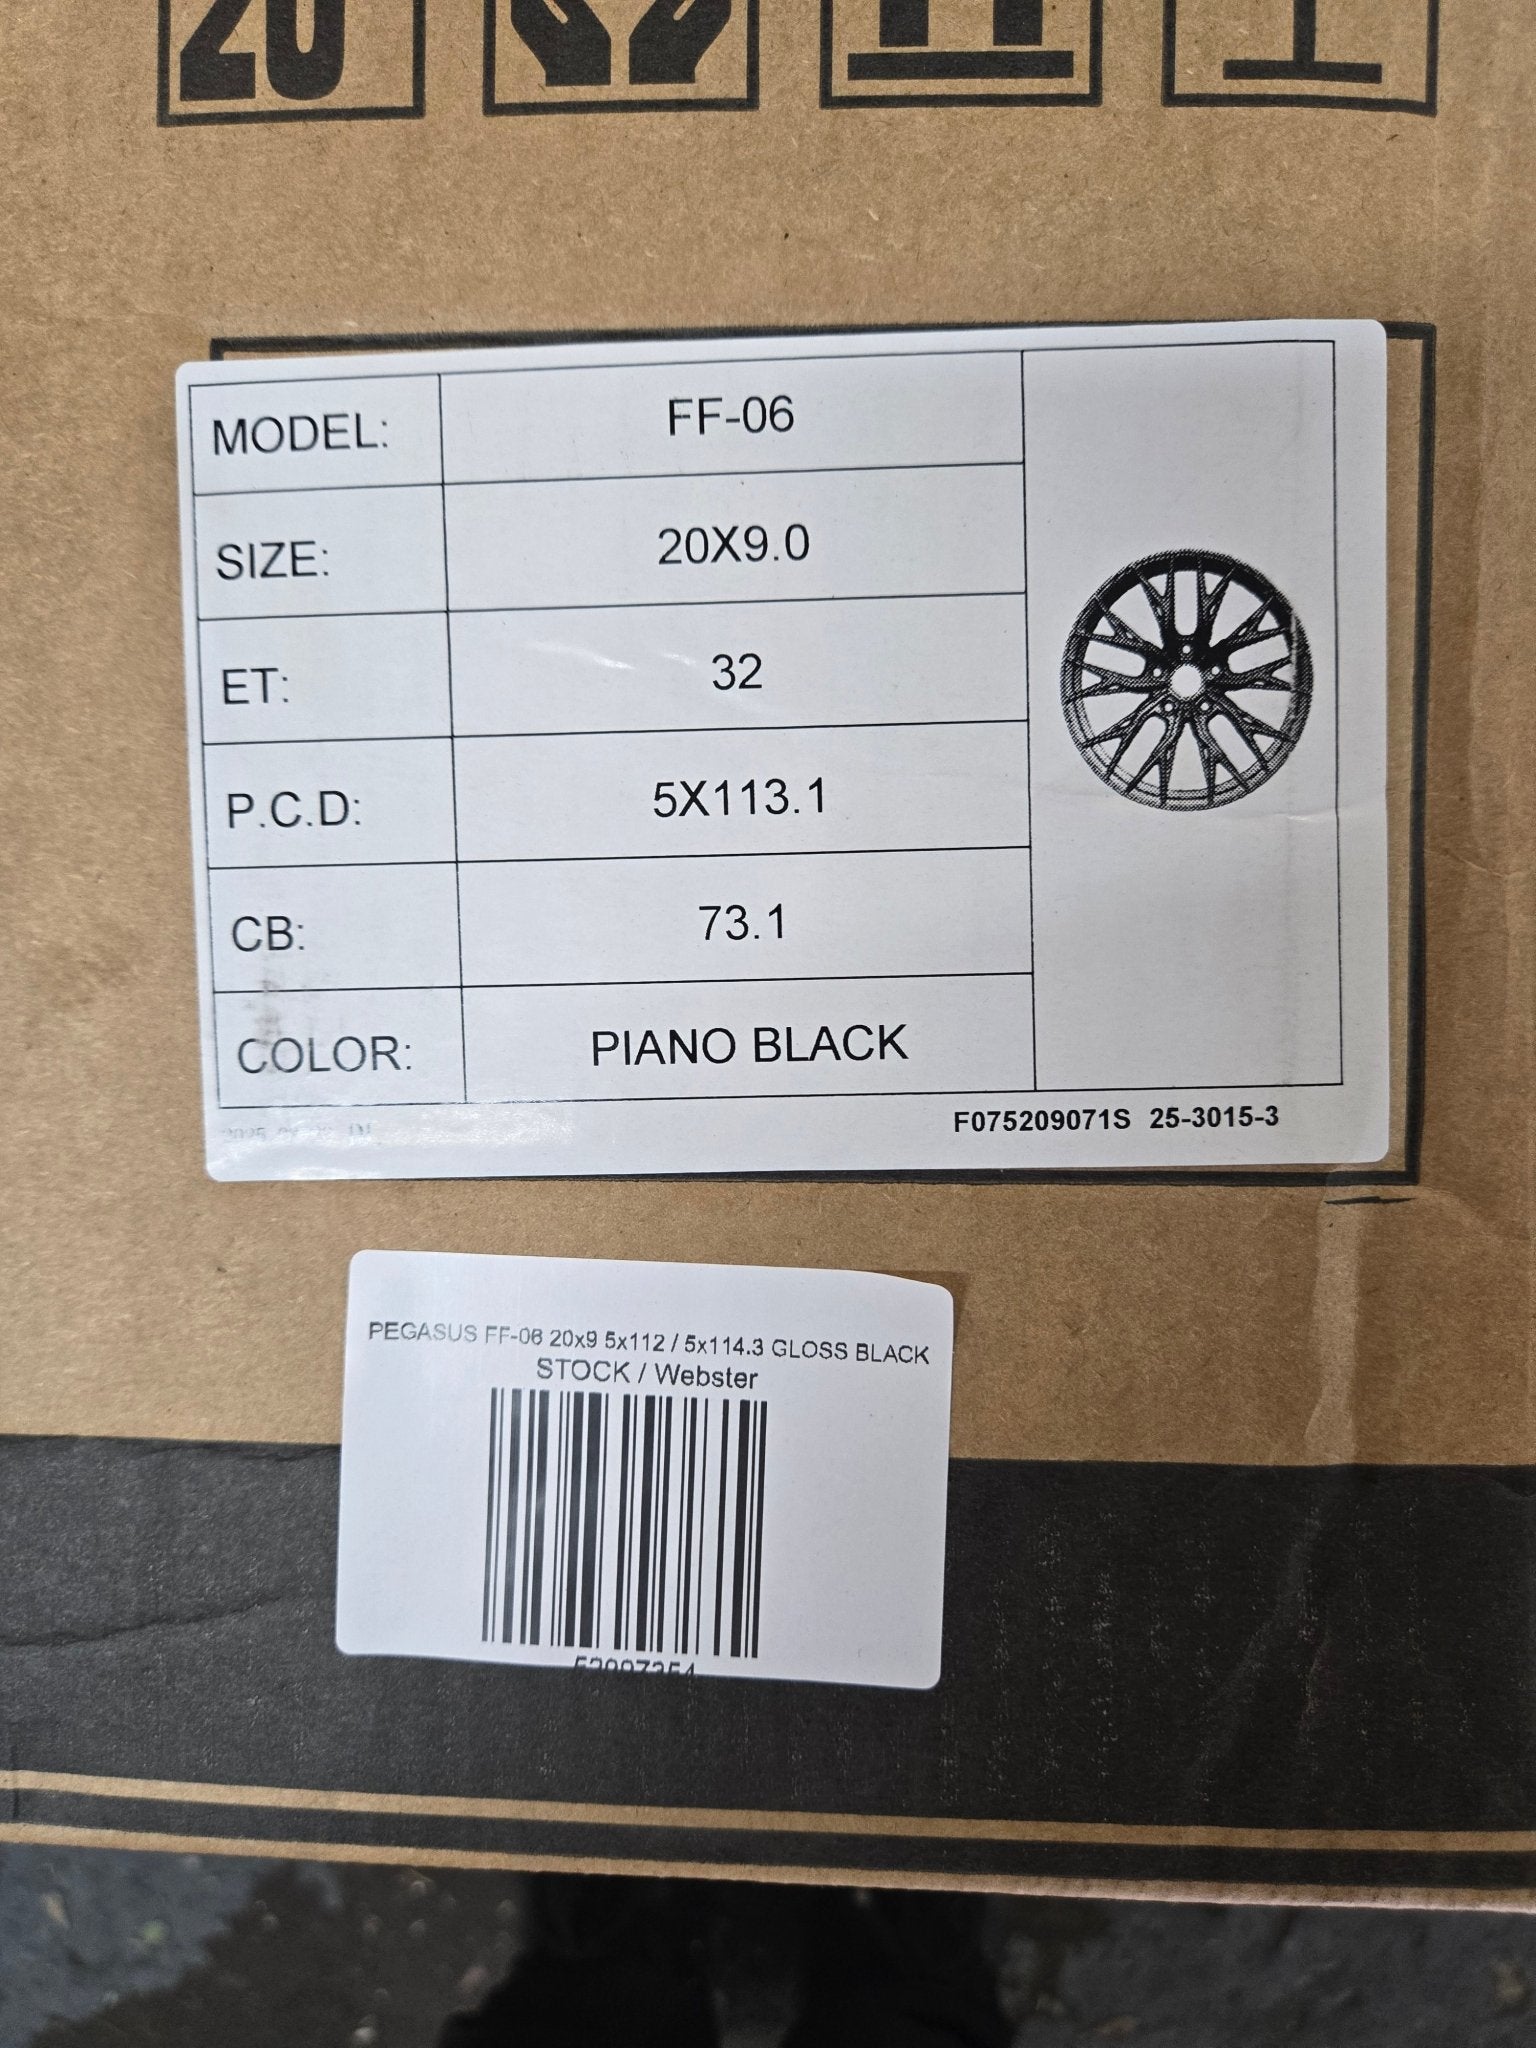 20
MODEL: FF-06
SIZE: 20X9.0
ET: 32
P.C.D: 5X113.1
CB: 73.1
COLOR: PIANO BLACK
F075209071S 25-3015-3
PEGASUS FF-06 20x9 5x112 / 5x114.3 GLOSS BLACK
STOCK / Webster